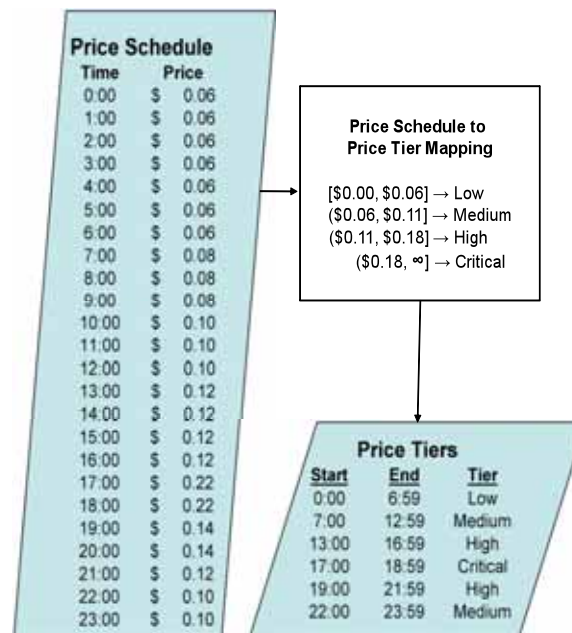 Price Schedule
Time Price
0:00 $ 0.06
1:00 $ 0.06
2:00 $ 0.06
3:00 $ 0.06
4:00 $ 0.06
5:00 $ 0.06
6:00 $ 0.06
7:00 $ 0.08
8:00 $ 0.08
9:00 $ 0.08
10:00 $ 0.10
11:00 $ 0.10
12:00 $ 0.10
13:00 $ 0.12
14:00 $ 0.12
15:00 $ 0.12
16:00 $ 0.12
17:00 $ 0.22
18:00 $ 0.22
19:00 $ 0.14
20:00 $ 0.14
21:00 $ 0.12
22:00 $ 0.10
23:00 $ 0.10
Price Schedule to
Price Tier Mapping
[$0.00, $0.06] → Low
($0.06, $0.11] → Medium
($0.11, $0.18] → High
($0.18, ∞] → Critical
Price Tiers
Start End Tier
0:00 6:59 Low
7:00 12:59 Medium
13:00 16:59 High
17:00 18:59 Critical
19:00 21:59 High
22:00 23:59 Medium